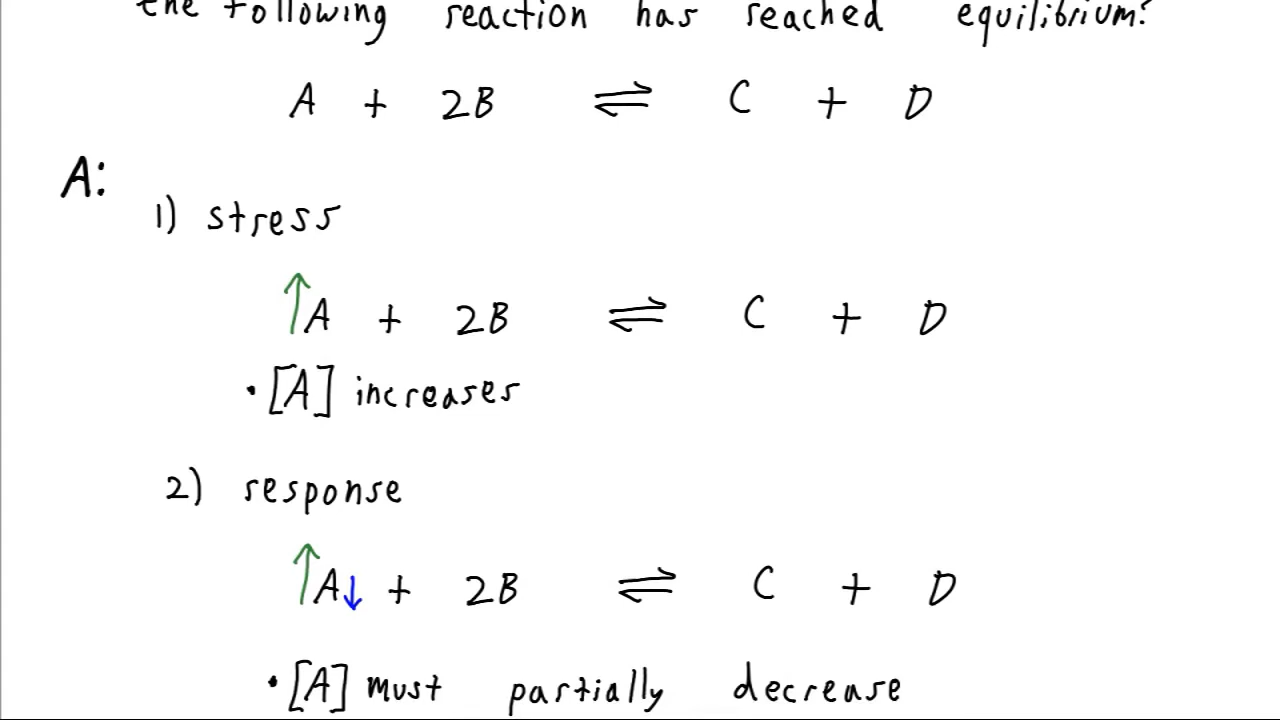 the following reaction has reached equilibrium?
A + 2B ⇌ C + D
A:
1) stress
↑A + 2B ⇌ C + D
• [A] increases
2) response
↑A↓ + 2B ⇌ C + D
• [A] must partially decrease